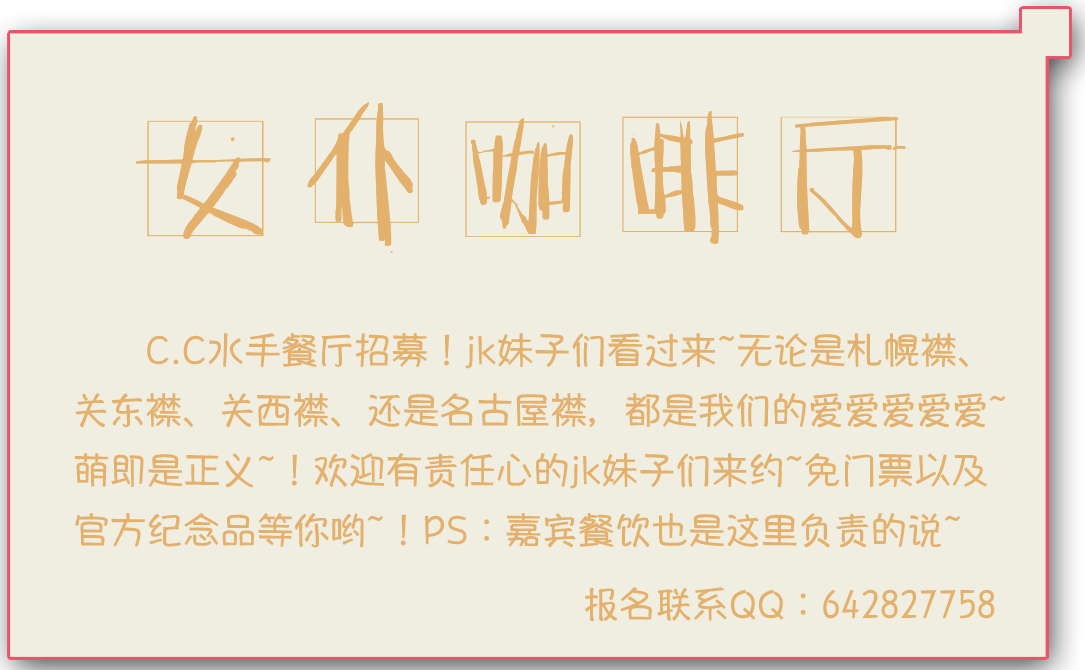 女仆咖啡厅
C.C水手餐厅招募！jk妹子们看过来~无论是札幌襟、
关东襟、关西襟、还是名古屋襟，都是我们的爱爱爱爱爱~
萌即是正义~！欢迎有责任心的jk妹子们来约~免门票以及
官方纪念品等你哟~！PS：嘉宾餐饮也是这里负责的说~
报名联系QQ：642827758